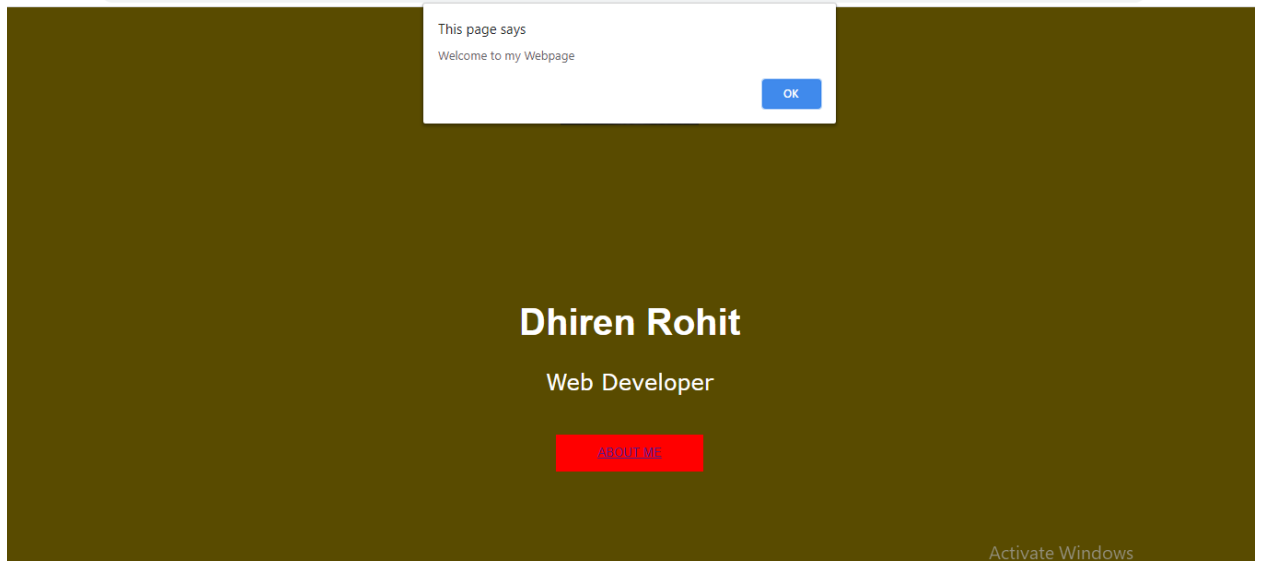 This page says
Welcome to my Webpage
OK
Dhiren Rohit
Web Developer
ABOUT ME
Activate Windows